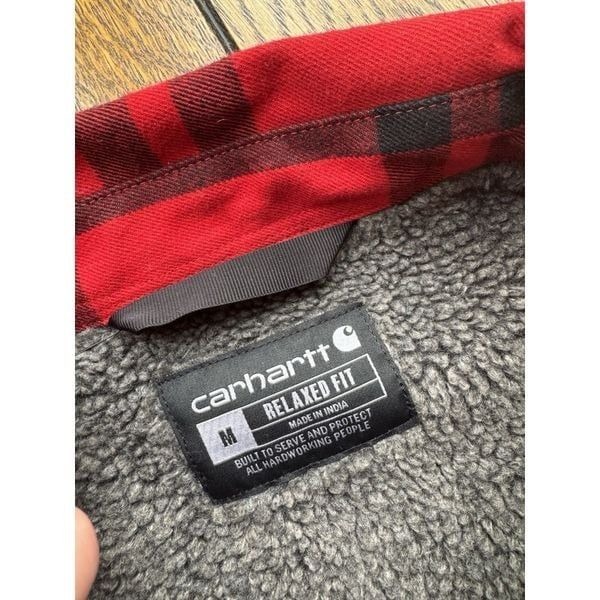 carhartt
M
RELAXED FIT
MADE IN INDIA
BUILT TO SERVE AND PROTECT
ALL HARDWORKING PEOPLE